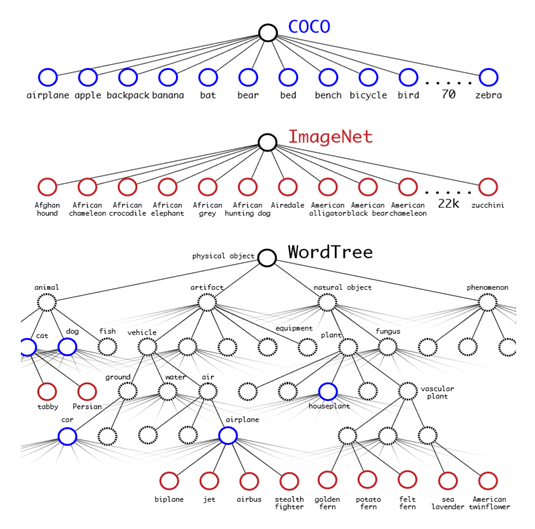 COCO
airplane apple backpack banana bat bear bed bench bicycle bird 70 zebra
ImageNet
Afghan hound
African chameleon
African crocodile
African elephant
African grey
African hunting dog
Airedale
American alligator
American black bear
American chameleon
22k
zucchini
WordTree
physical object
animal artifact natural object phenomenon
cat dog fish vehicle equipment plant fungus
ground water air
tabby Persian houseplant vascular plant
car airplane
biplane jet airbus stealth fighter golden fern potato fern felt fern sea lavender American twinflower